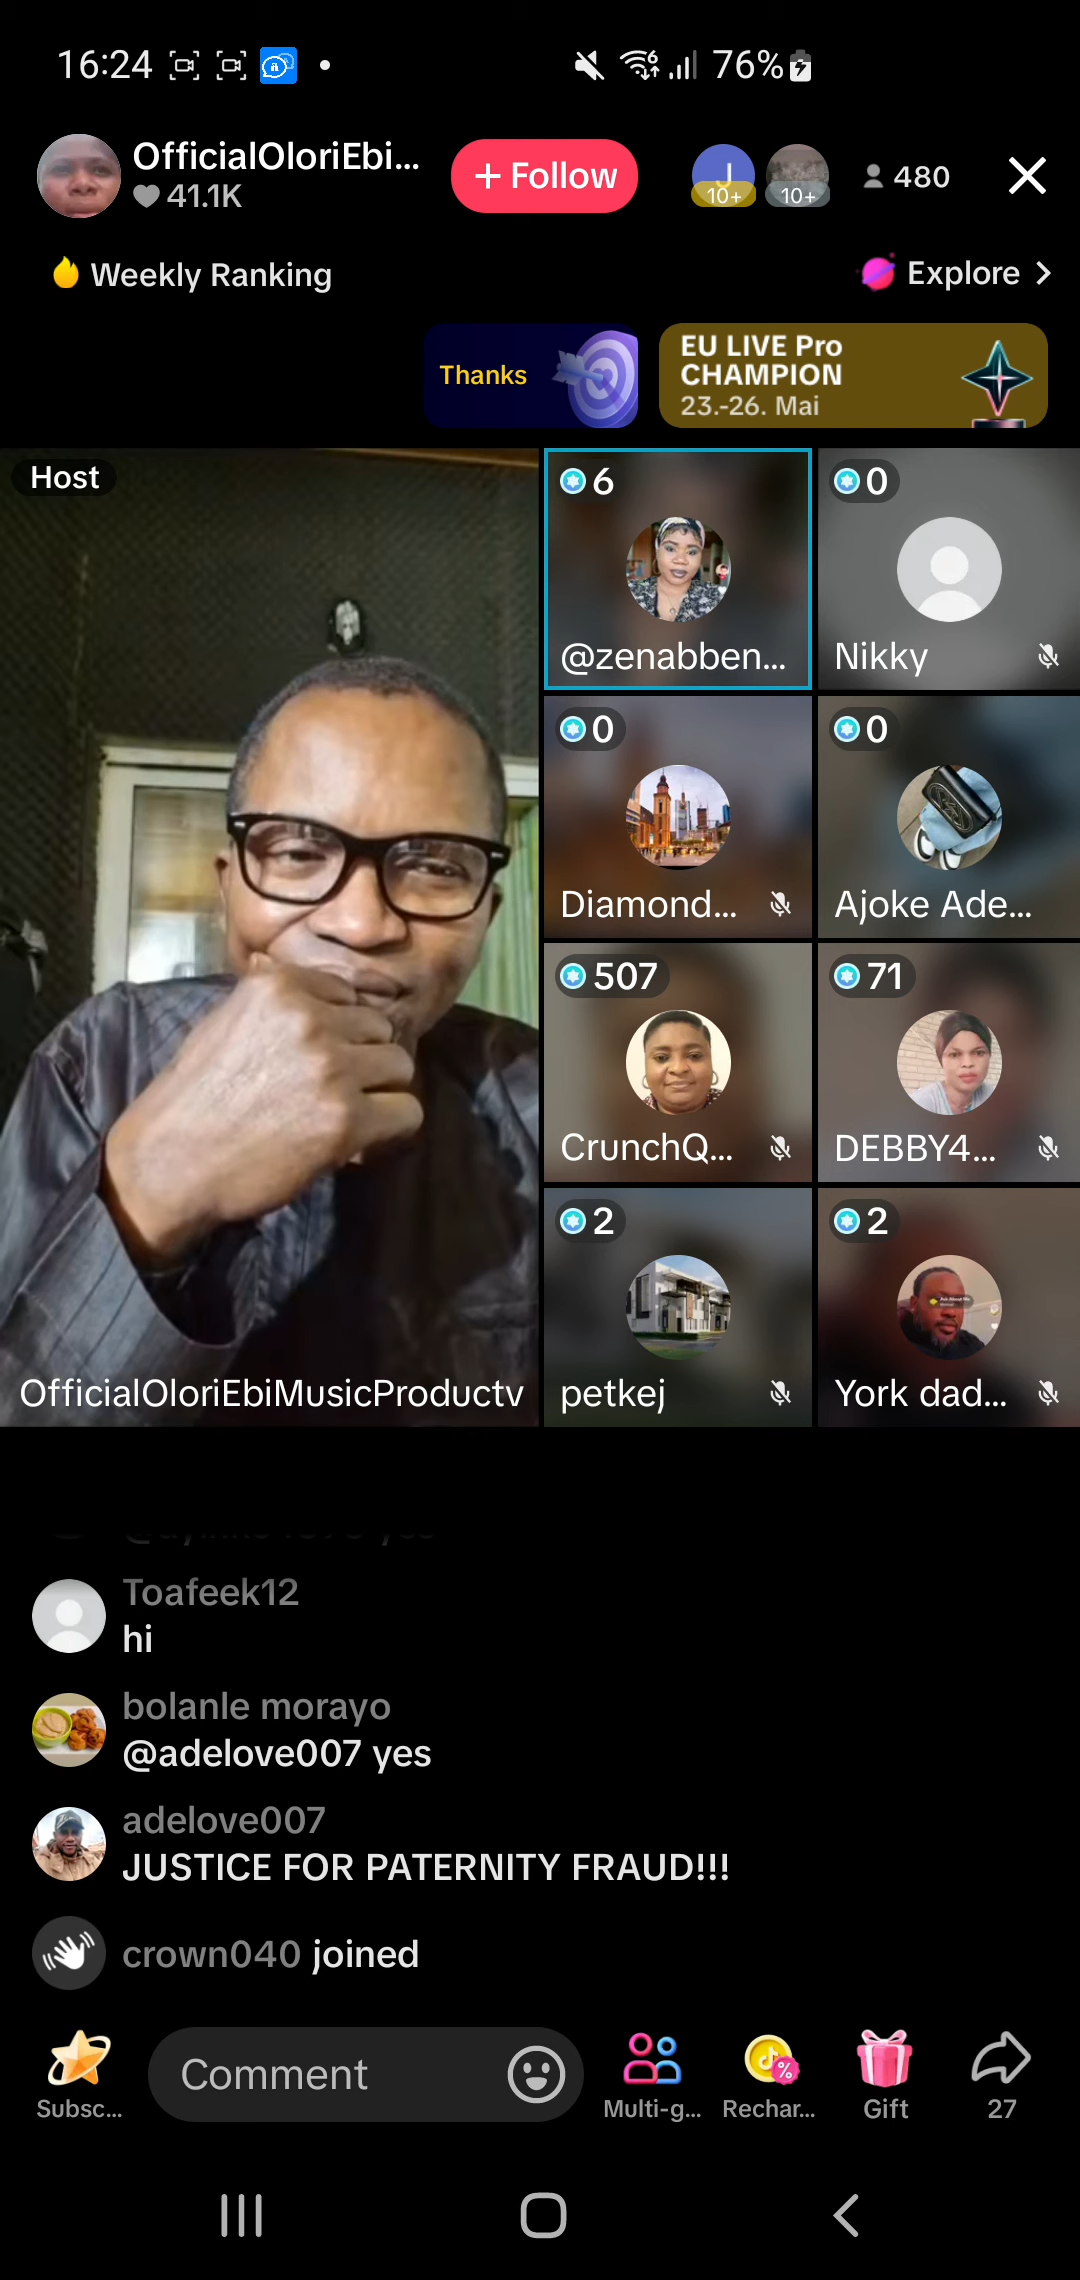 16:24
76%
OfficialOloriEbi...
41.1K
+ Follow
J
10+
10+
480
Weekly Ranking
Explore >
Thanks
EU LIVE Pro
CHAMPION
23.-26. Mai
Host
6
@zenabben...
0
Nikky
0
Diamond...
0
Ajoke Ade...
507
CrunchQ...
71
DEBBY4...
2
petkej
2
York dad...
OfficialOloriEbiMusicProductv
Toafeek12
hi
bolanle morayo
@adelove007 yes
adelove007
JUSTICE FOR PATERNITY FRAUD!!!
crown040 joined
Comment
Subsc...
Multi-g...
Rechar...
Gift
27